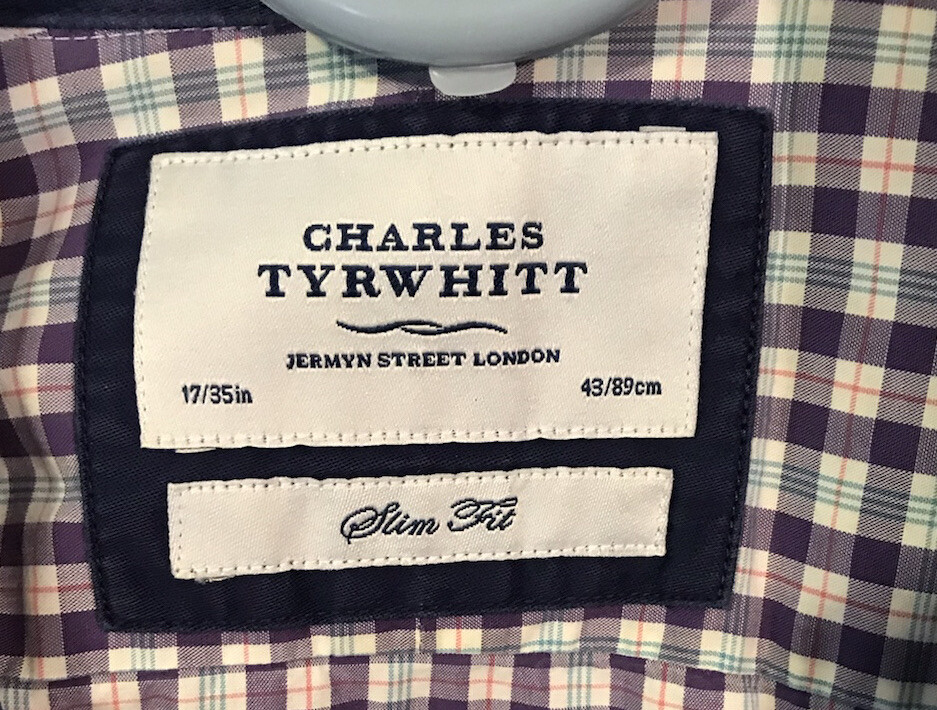 CHARLES
TYRWHITT
JERMYN STREET LONDON
17/35in 43/89cm
Slim Fit